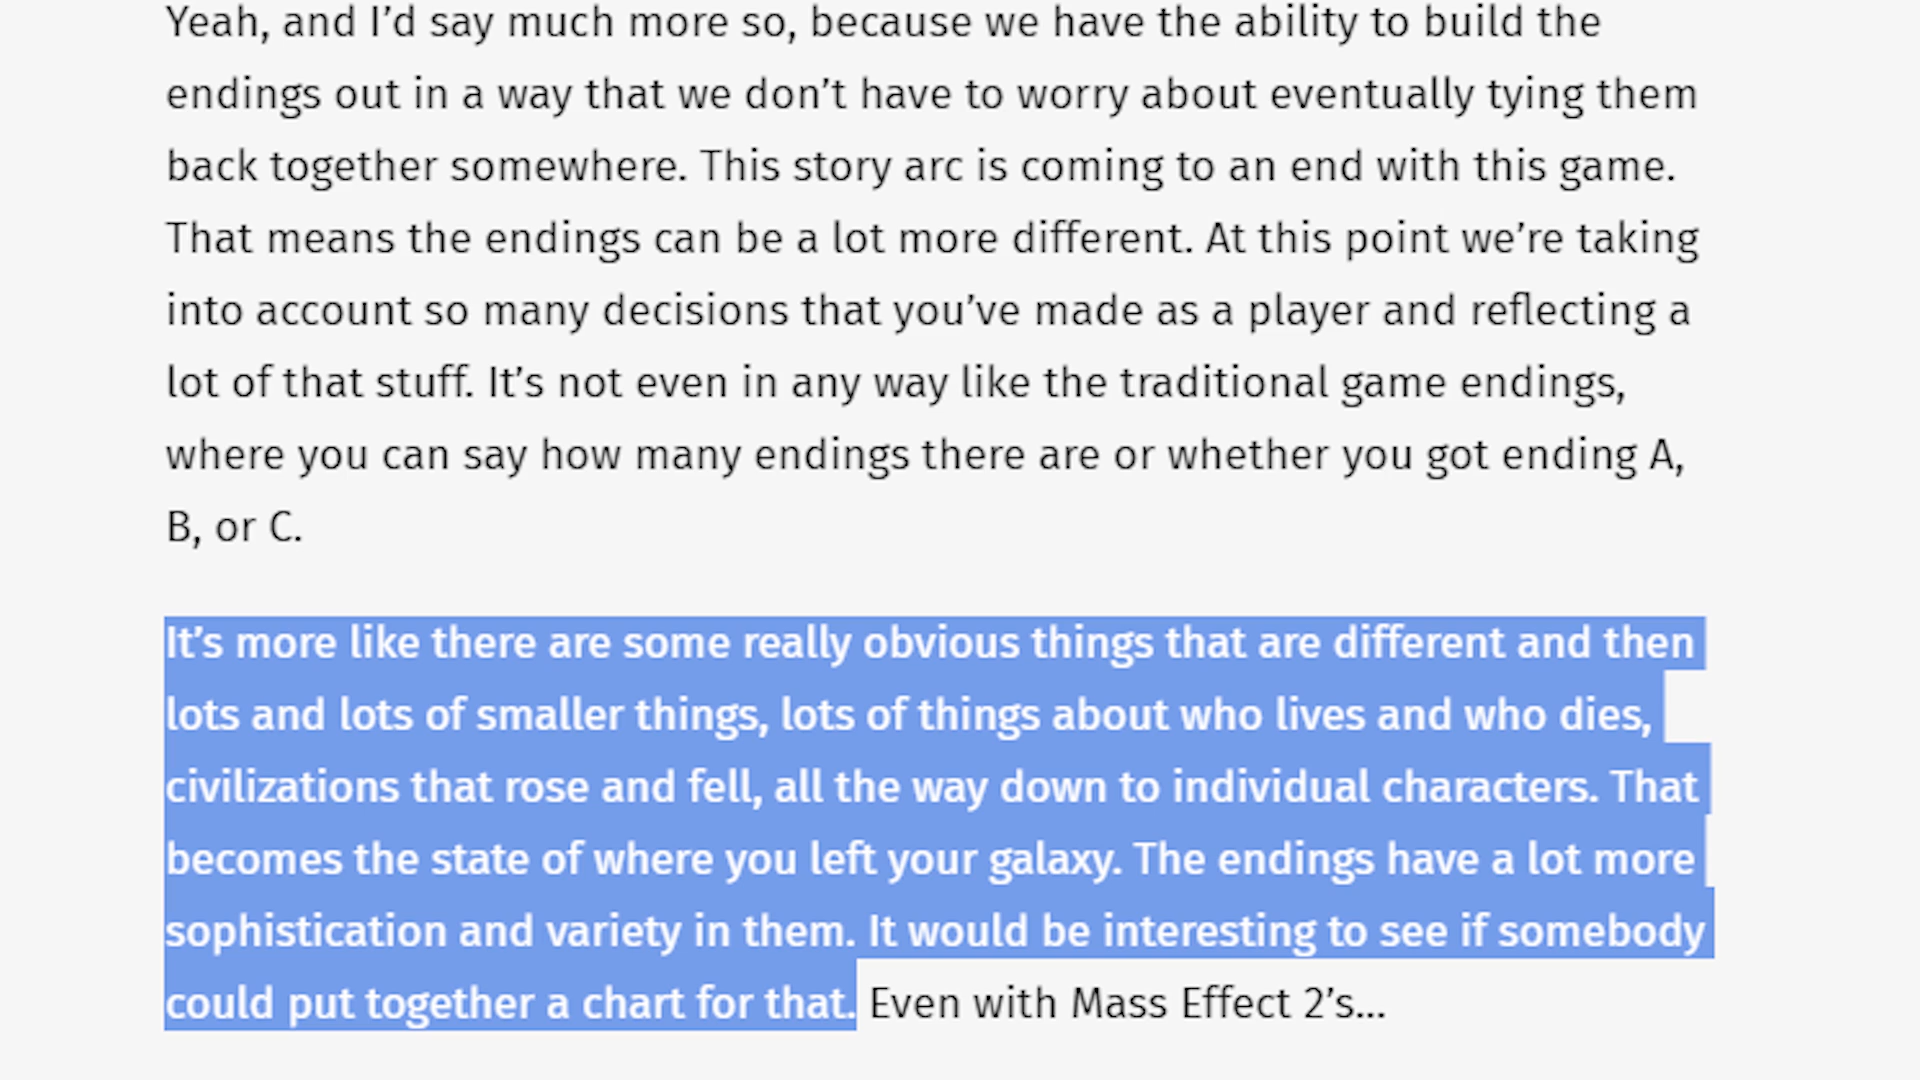 Yeah, and I’d say much more so, because we have the ability to build the
endings out in a way that we don’t have to worry about eventually tying them
back together somewhere. This story arc is coming to an end with this game.
That means the endings can be a lot more different. At this point we’re taking
into account so many decisions that you’ve made as a player and reflecting a
lot of that stuff. It’s not even in any way like the traditional game endings,
where you can say how many endings there are or whether you got ending A,
B, or C.
It’s more like there are some really obvious things that are different and then
lots and lots of smaller things, lots of things about who lives and who dies,
civilizations that rose and fell, all the way down to individual characters. That
becomes the state of where you left your galaxy. The endings have a lot more
sophistication and variety in them. It would be interesting to see if somebody
could put together a chart for that. Even with Mass Effect 2’s...